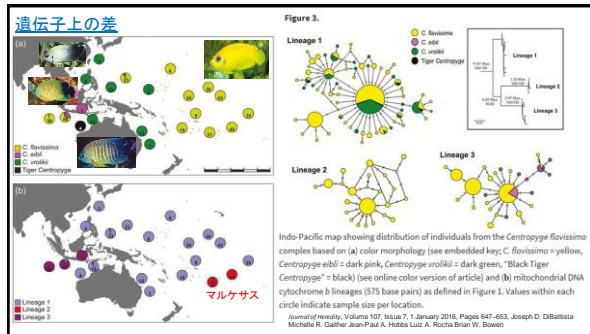 遺伝子上の差
(a)
C. flavissima
C. eibli
C. vrolikii
Tiger Centropyge
(b)
Lineage 1
Lineage 2
Lineage 3
マルケサス
Figure 3.
Lineage 1
C. flavissima
C. eibli
C. vrolikii
Tiger Centropyge
Lineage 1
Lineage 2
Lineage 3
Lineage 2
Lineage 3
Indo-Pacific map showing distribution of individuals from the Centropyge flavissima
complex based on (a) color morphology (see embedded key; C. flavissima = yellow,
Centropyge eibli = dark pink, Centropyge vrolikii = dark green, "Black Tiger
Centropyge" = black) (see online color version of article) and (b) mitochondrial DNA
cytochrome b lineages (575 base pairs) as defined in Figure 1. Values within each
circle indicate sample size per location.
Journal of Heredity, Volume 107, Issue 7, 1 January 2016, Pages 647–653, Joseph D. DiBattista
Michelle R. Gaither Jean-Paul A. Hobbs Luiz A. Rocha Brian W. Bowen